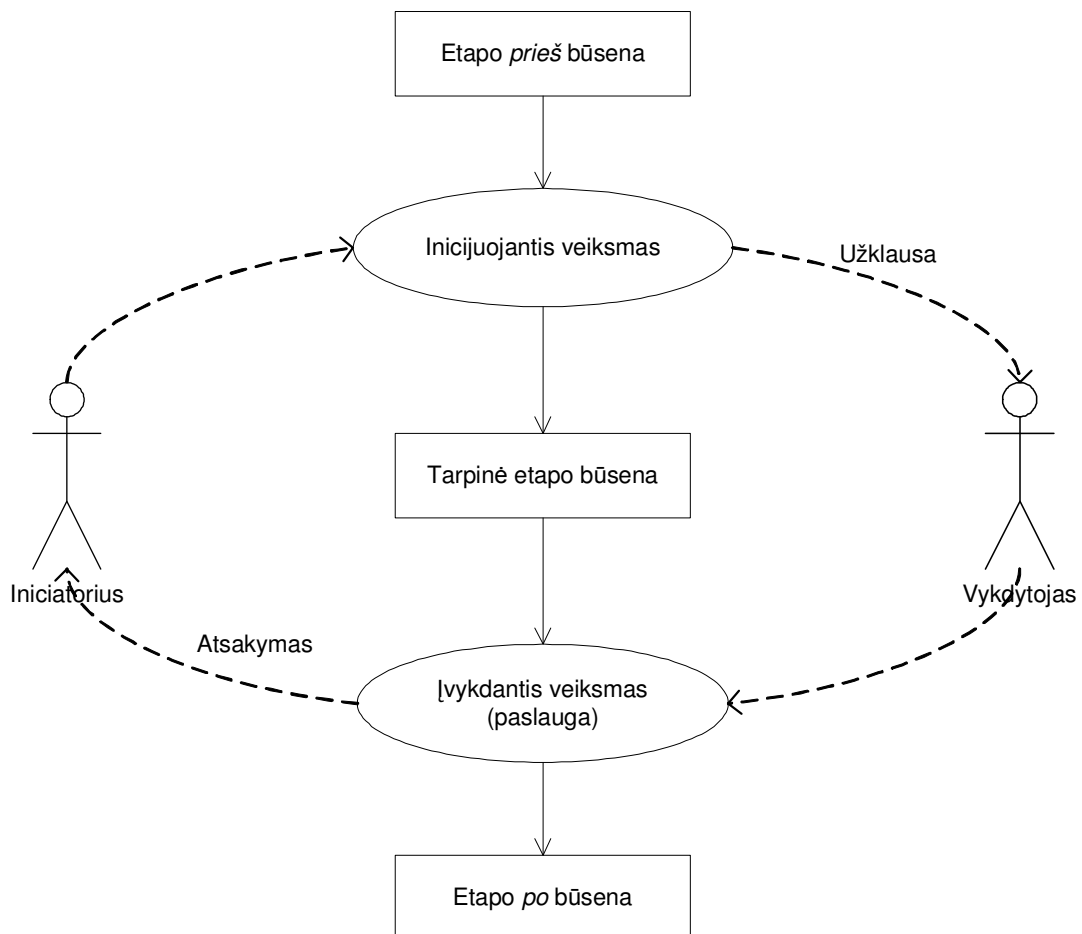 Etapo prieš būsena
Inicijuojantis veiksmas
Užklausa
Tarpinė etapo būsena
Iniciatorius
Vykdytojas
Atsakymas
Įvykdantis veiksmas
(paslauga)
Etapo po būsena